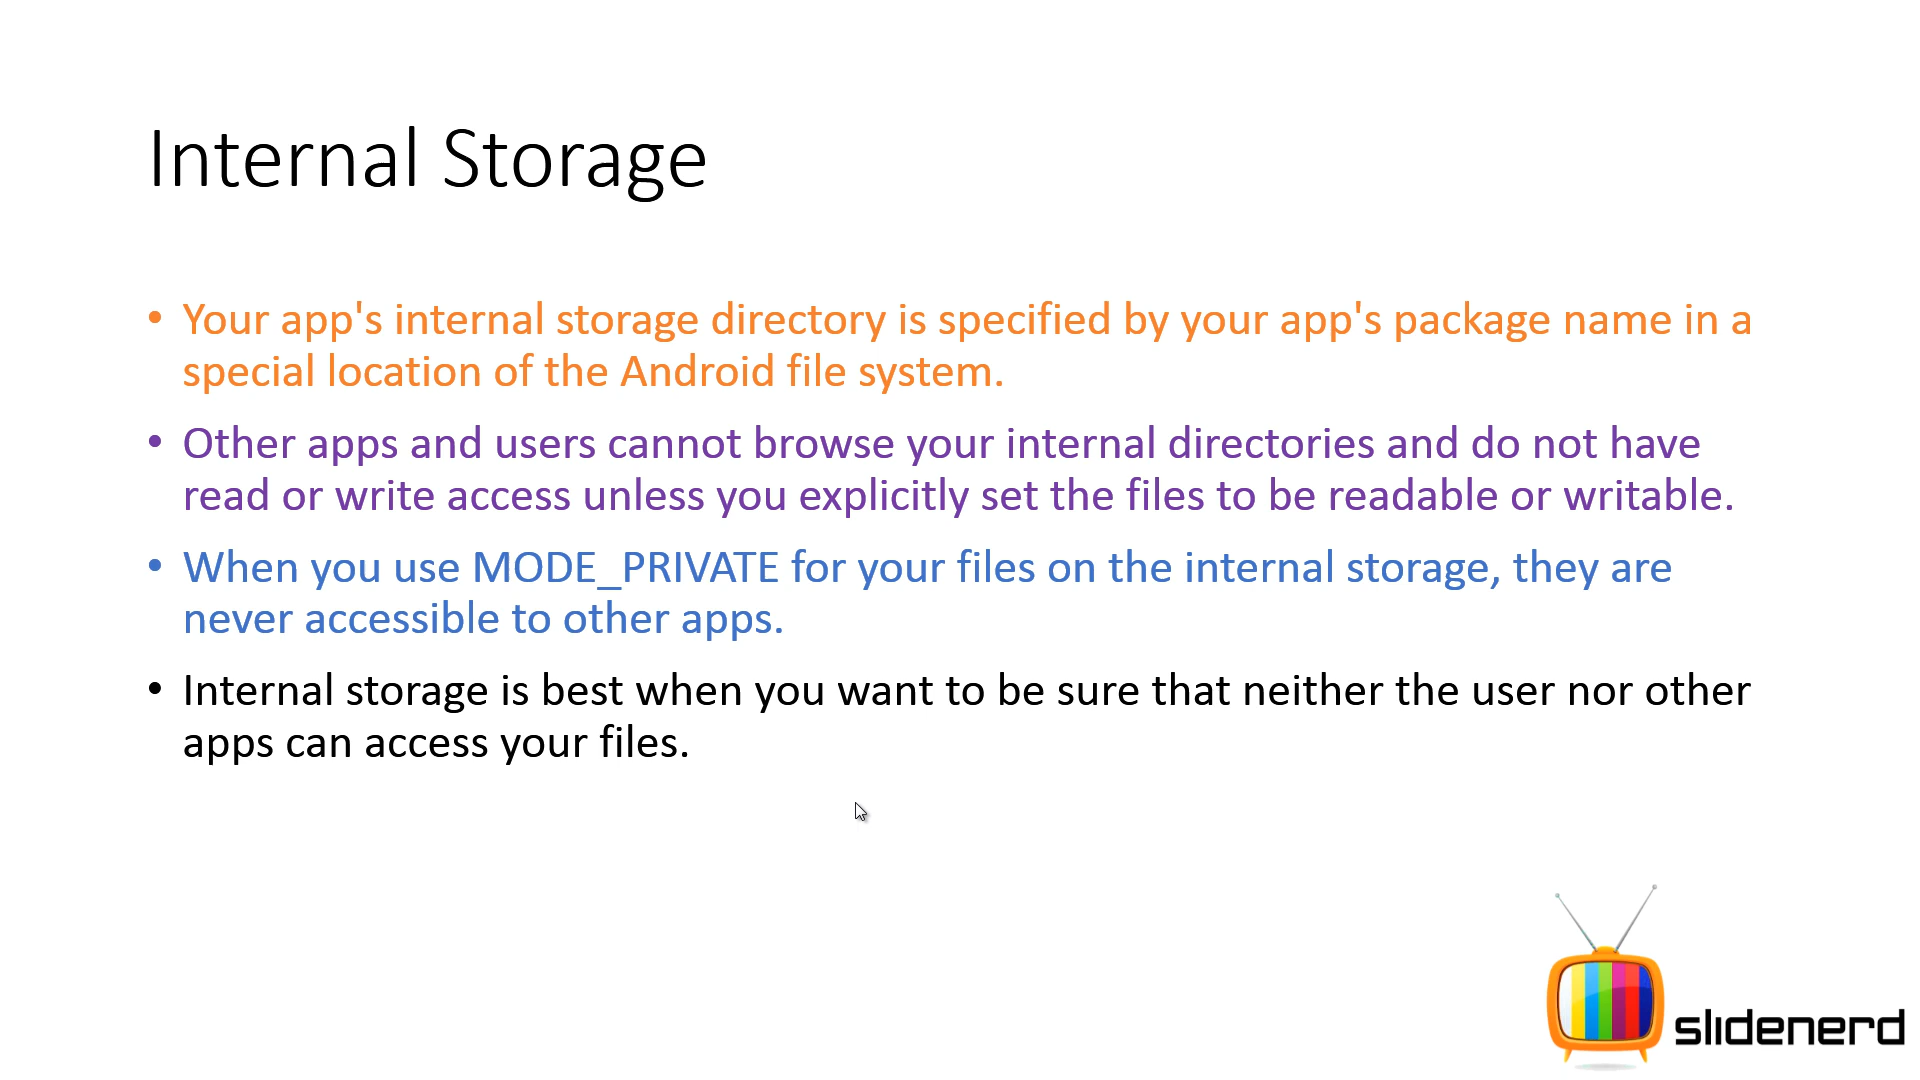 Internal Storage
• Your app's internal storage directory is specified by your app's package name in a
special location of the Android file system.
• Other apps and users cannot browse your internal directories and do not have
read or write access unless you explicitly set the files to be readable or writable.
• When you use MODE_PRIVATE for your files on the internal storage, they are
never accessible to other apps.
• Internal storage is best when you want to be sure that neither the user nor other
apps can access your files.
slidenerd